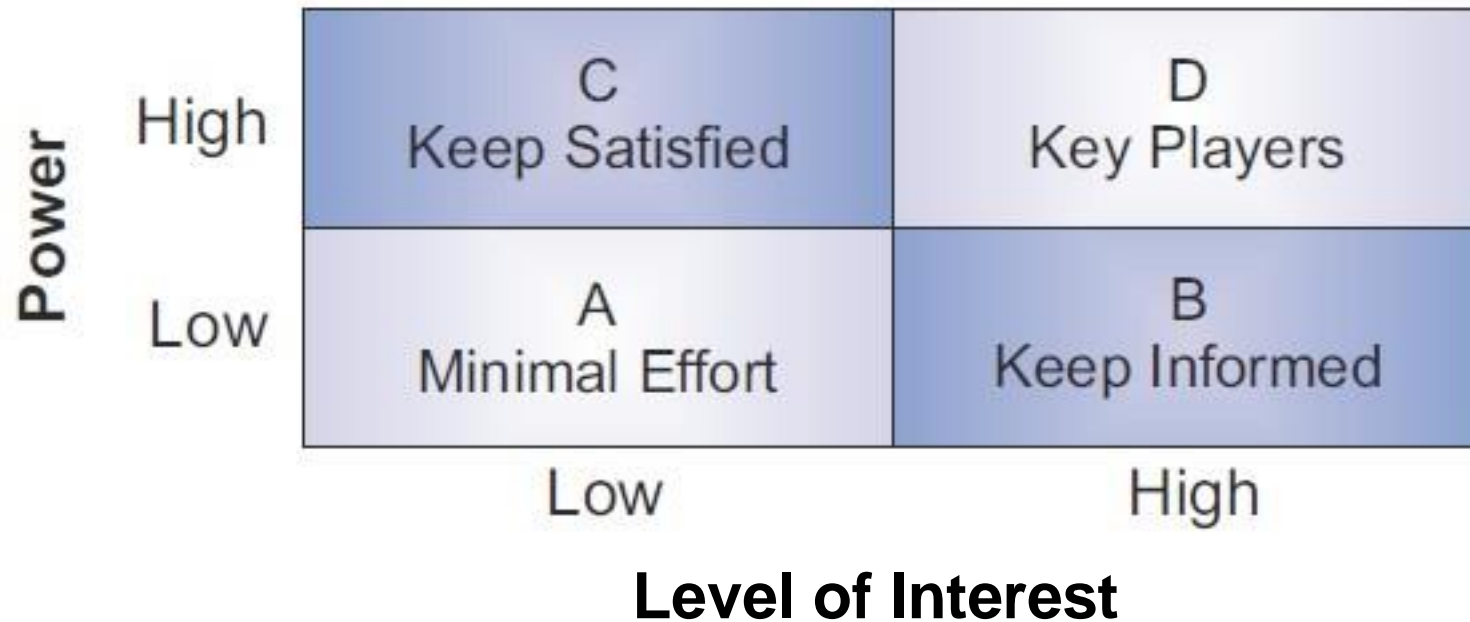 Power
High
C
Keep Satisfied
D
Key Players
Low
A
Minimal Effort
B
Keep Informed
Low
High
Level of Interest